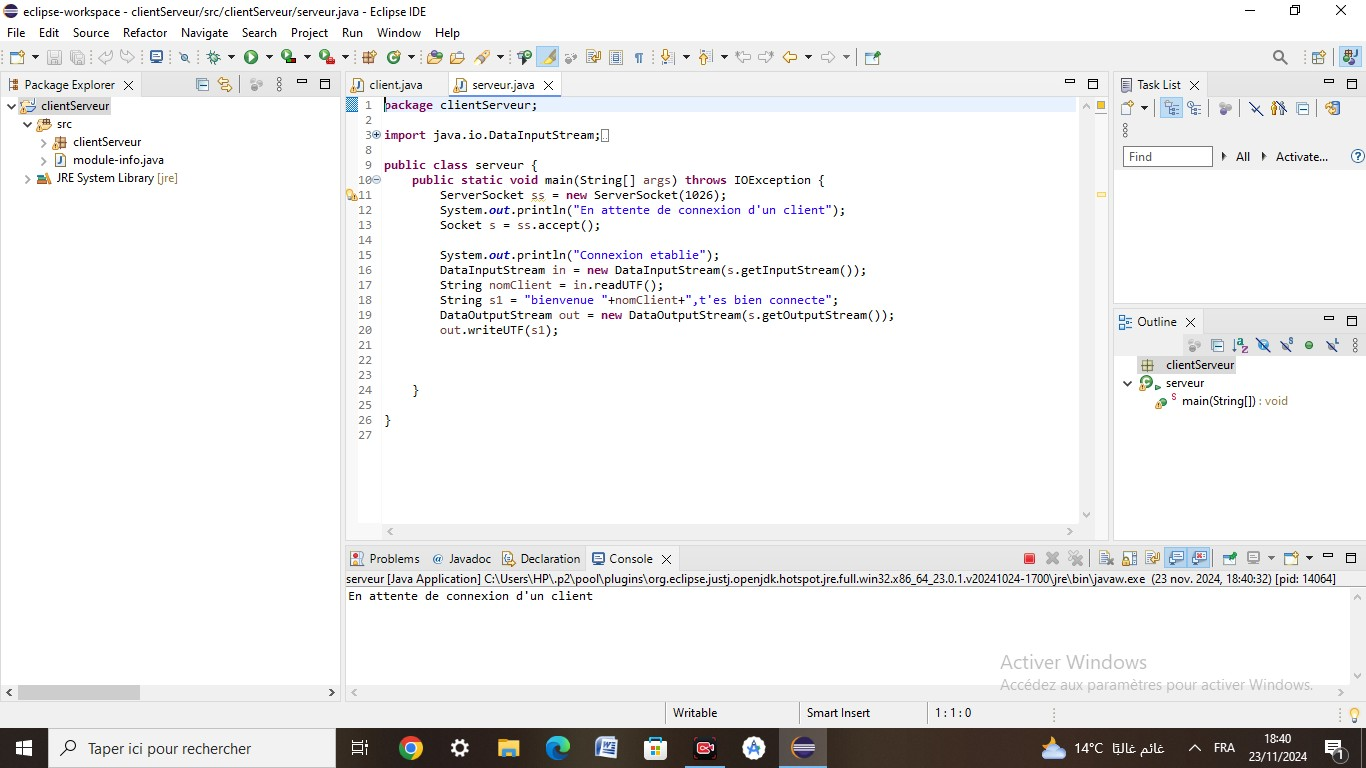 eclipse-workspace - clientServeur/src/clientServeur/serveur.java - Eclipse IDE
File Edit Source Refactor Navigate Search Project Run Window Help
Package Explorer
clientServeur
src
clientServeur
module-info.java
JRE System Library [jre]
client.java
serveur.java
1 package clientServeur;
2
3 import java.io.DataInputStream;
8
9 public class serveur {
10 public static void main(String[] args) throws IOException {
11 ServerSocket ss = new ServerSocket(1026);
12 System.out.println("En attente de connexion d'un client");
13 Socket s = ss.accept();
14
15 System.out.println("Connexion etablie");
16 DataInputStream in = new DataInputStream(s.getInputStream());
17 String nomClient = in.readUTF();
18 String s1 = "bienvenue "+nomClient+",t'es bien connecte";
19 DataOutputStream out = new DataOutputStream(s.getOutputStream());
20 out.writeUTF(s1);
21
22
23
24 }
25
26 }
27
Task List
Find
All
Activate...
Outline
clientServeur
serveur
main(String[]) : void
Problems @ Javadoc Declaration Console
serveur [Java Application] C:\Users\HP\.p2\pool\plugins\org.eclipse.justj.openjdk.hotspot.jre.full.win32.x86_64_23.0.1.v20241024-1700\jre\bin\javaw.exe (23 nov. 2024, 18:40:32) [pid: 14064]
En attente de connexion d'un client
Activer Windows
Accédez aux paramètres pour activer Windows.
Writable
Smart Insert
1 : 1 : 0
Taper ici pour rechercher
14°C غائم غالبًا
FRA
18:40
23/11/2024
1